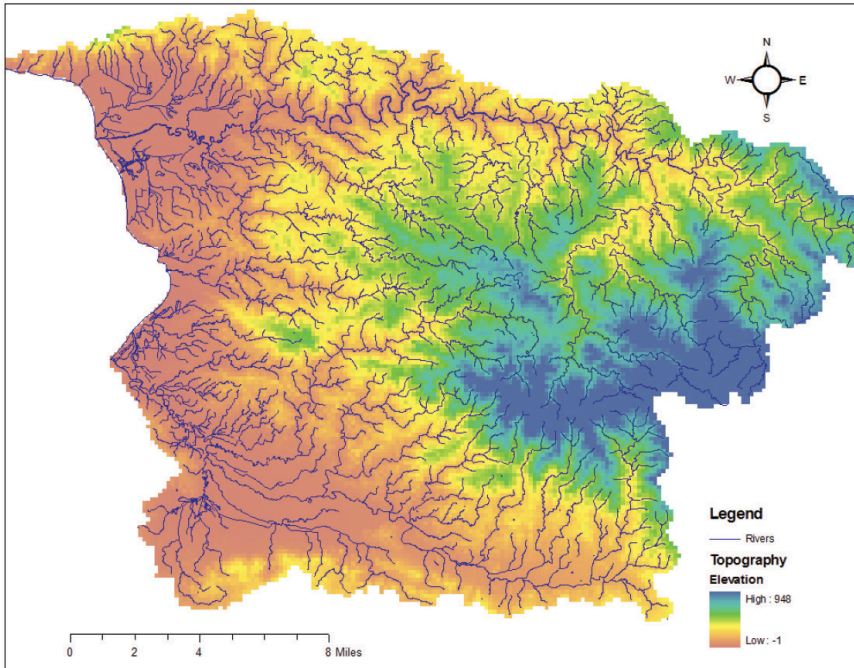 N
W E
S
Legend
Rivers
Topography
Elevation
High : 948
Low : -1
0 2 4 8 Miles